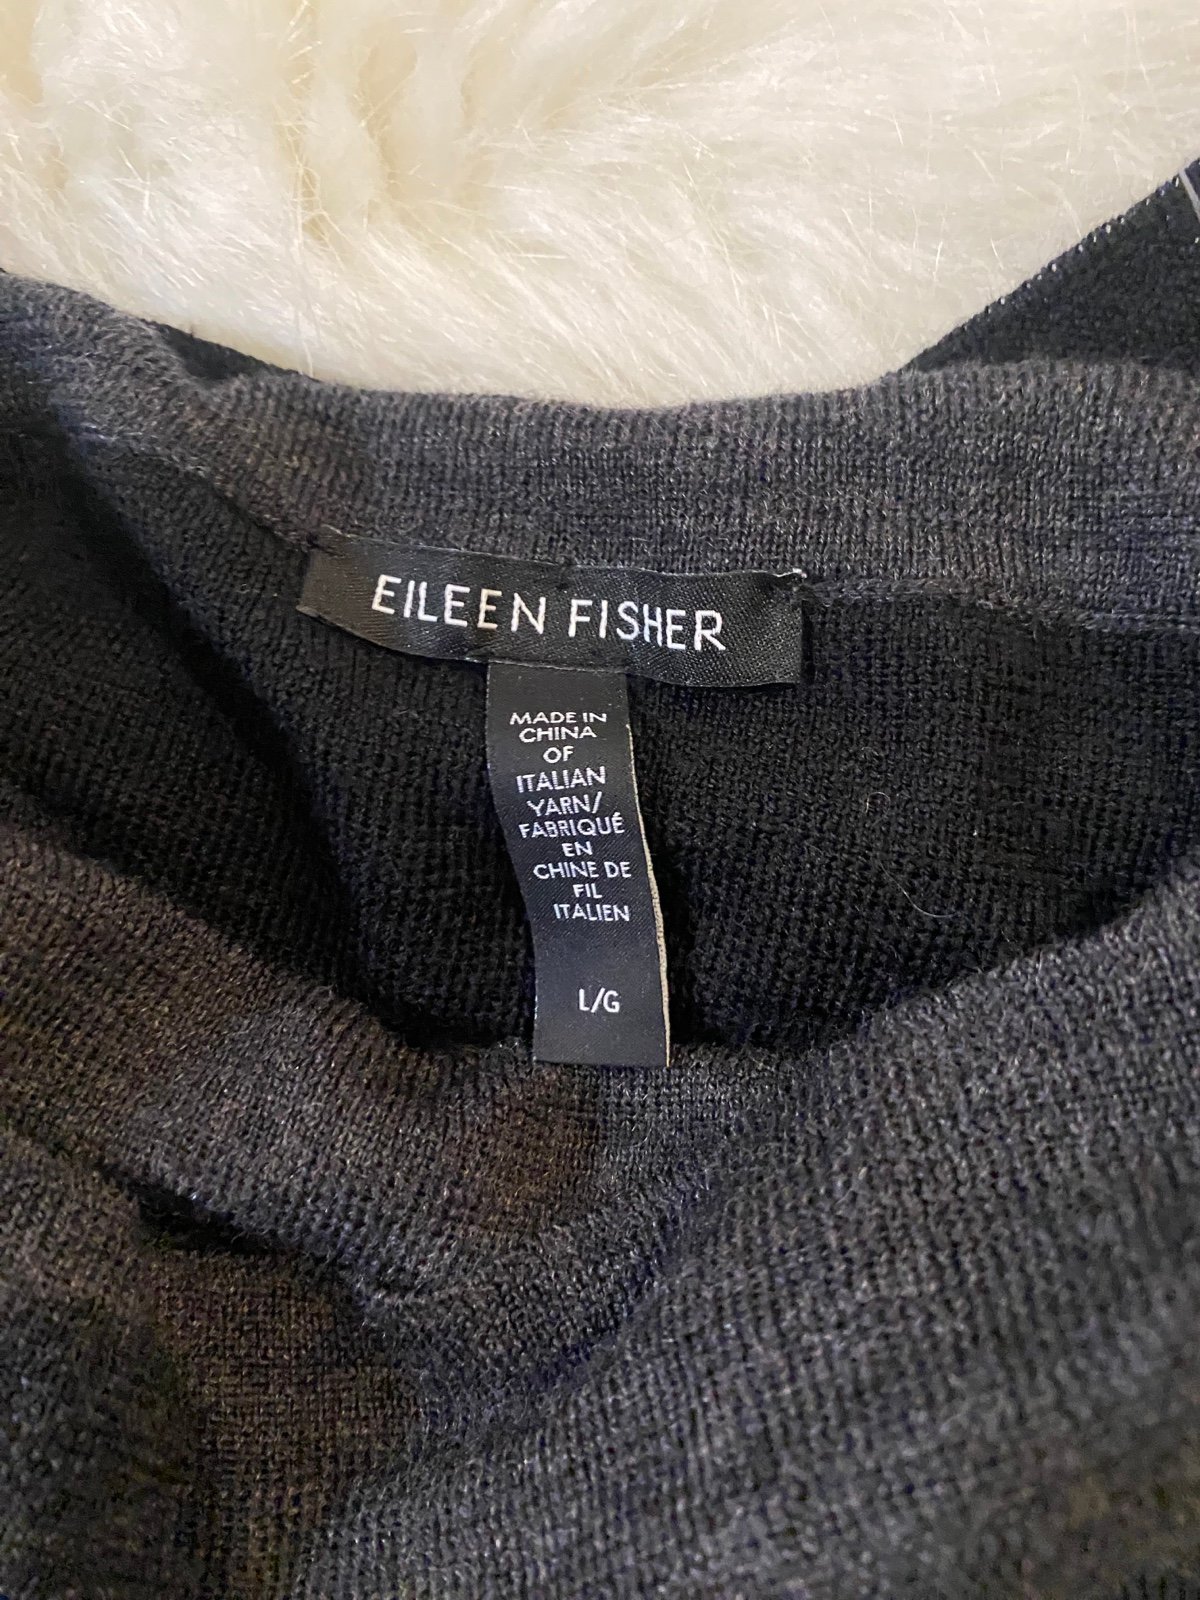 EILEEN FISHER
MADE IN
CHINA
OF
ITALIAN
YARN/
FABRIQUÉ
EN
CHINE DE
FIL
ITALIEN
L/G